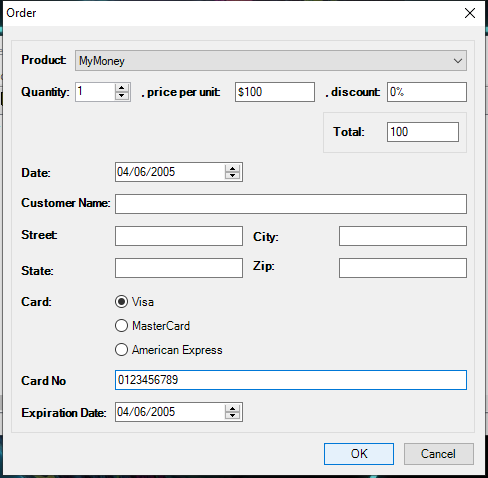 Order
Product: MyMoney
Quantity: 1 , price per unit: $100 , discount: 0%
Total: 100
Date: 04/06/2005
Customer Name:
Street: City:
State: Zip:
Card: Visa
MasterCard
American Express
Card No 0123456789
Expiration Date: 04/06/2005
OK Cancel